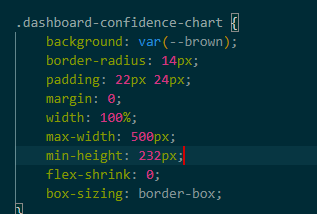 .dashboard-confidence-chart {
    background: var(--brown);
    border-radius: 14px;
    padding: 22px 24px;
    margin: 0;
    width: 100%;
    max-width: 500px;
    min-height: 232px;
    flex-shrink: 0;
    box-sizing: border-box;
}